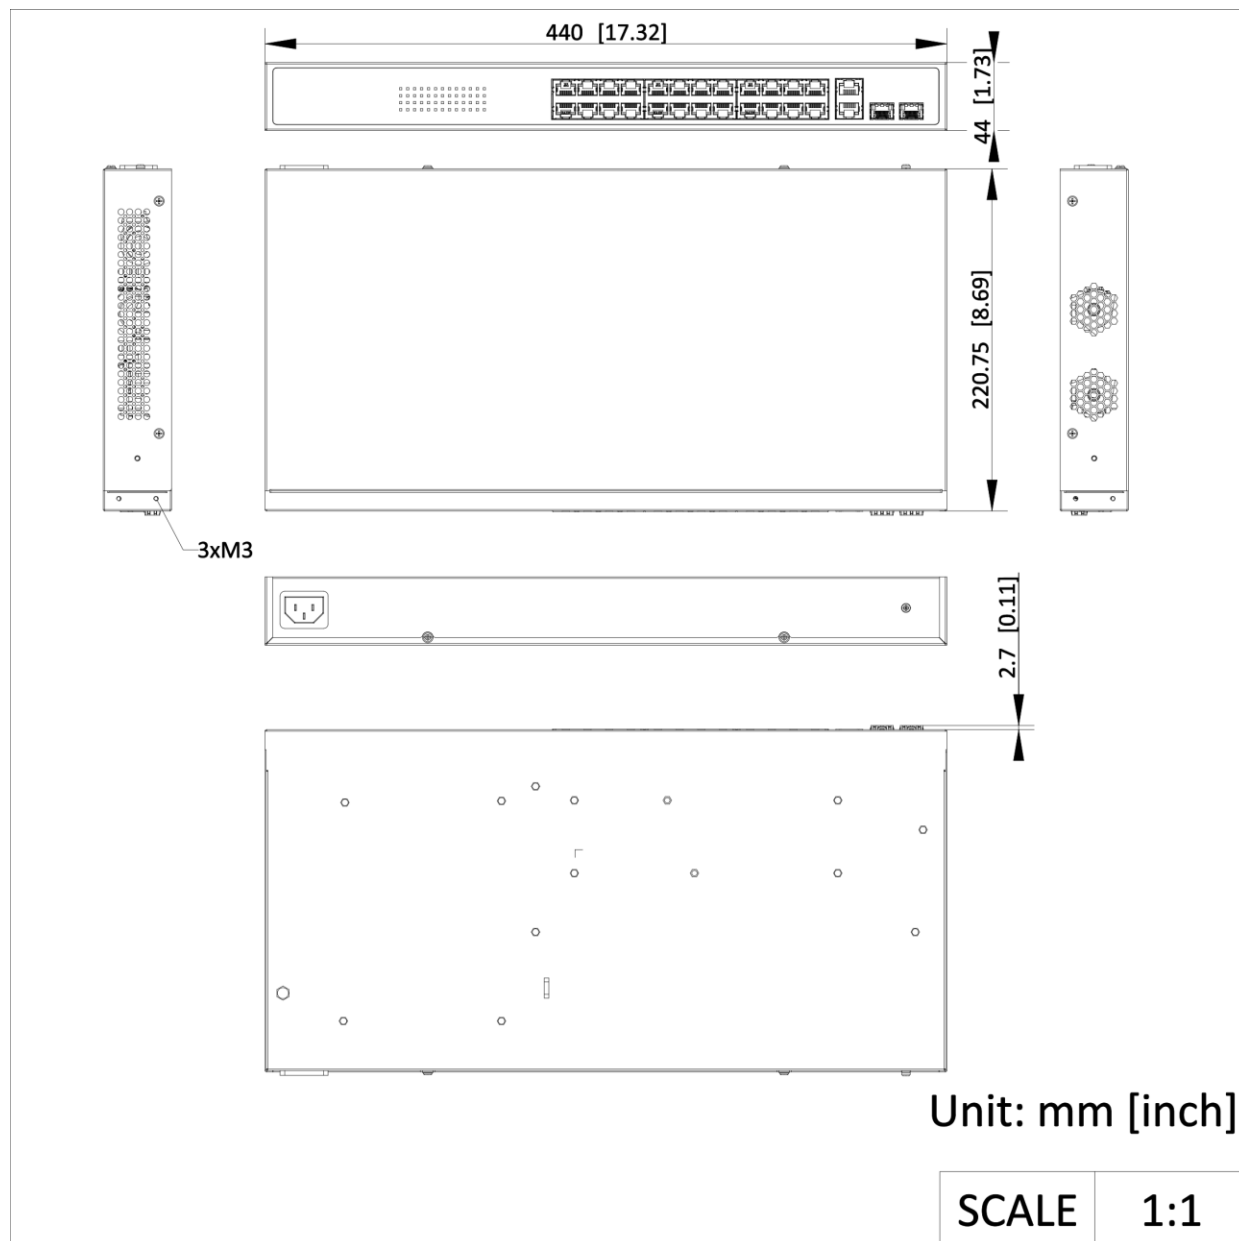 440 [17.32]
44 [1.73]
220.75 [8.69]
3xM3
2.7 [0.11]
Unit: mm [inch]
SCALE 1:1